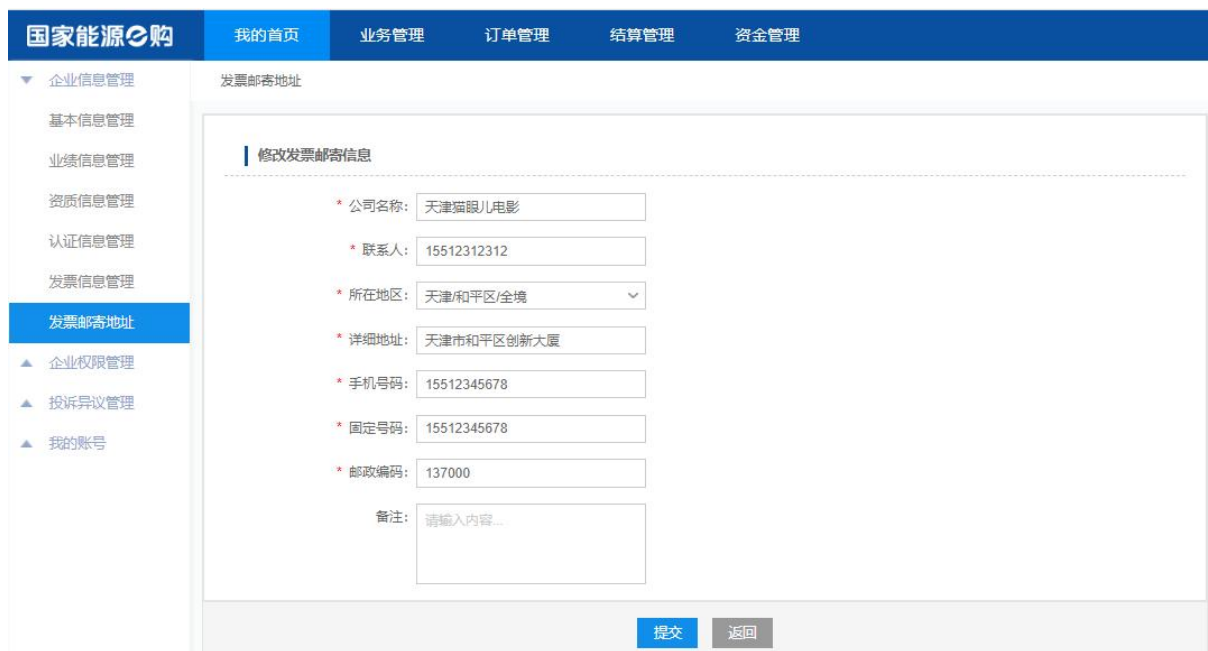 国家能源e购 我的首页 业务管理 订单管理 结算管理 资金管理
企业信息管理
基本信息管理
业绩信息管理
资质信息管理
认证信息管理
发票信息管理
发票邮寄地址
企业权限管理
投诉异议管理
我的账号
发票邮寄地址
修改发票邮寄信息
* 公司名称: 天津猫眼儿电影
* 联系人: 15512312312
* 所在地区: 天津/和平区/全境
* 详细地址: 天津市和平区创新大厦
* 手机号码: 15512345678
* 固定号码: 15512345678
* 邮政编码: 137000
备注: 请输入内容...
提交 返回